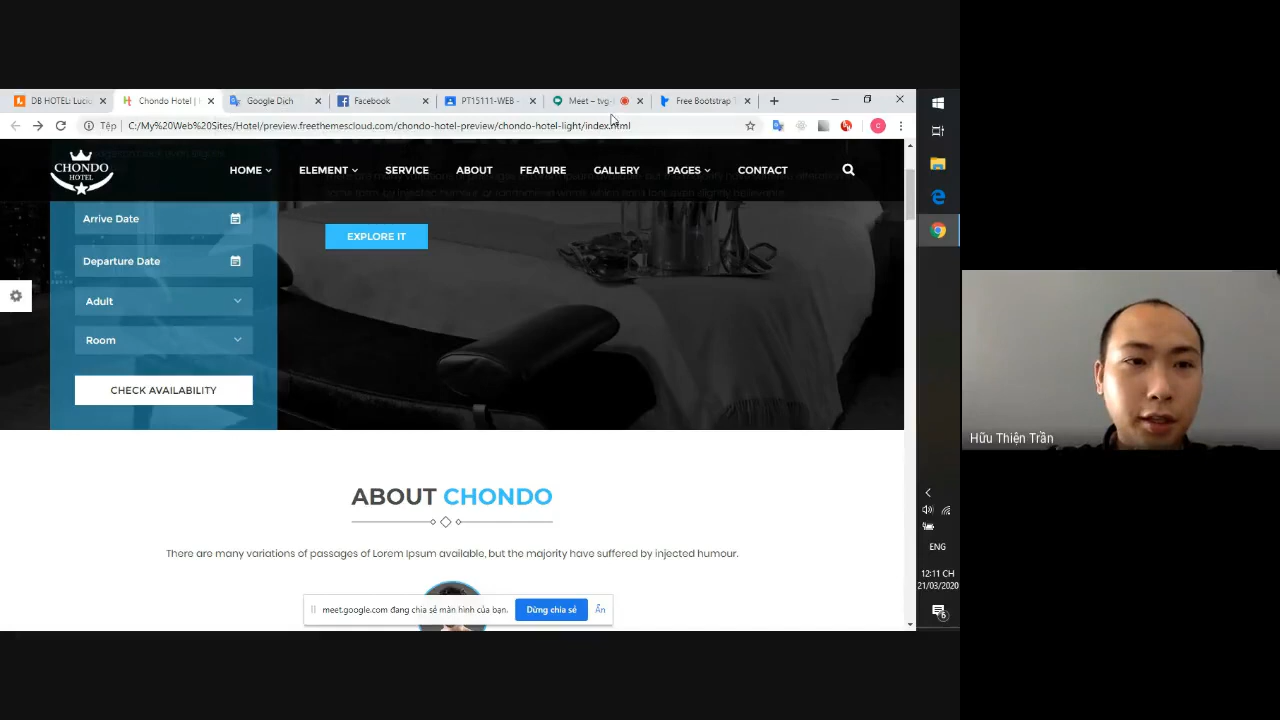 DB HOTEL: Lucio
Chondo Hotel |
Google Dịch
Facebook
PT15111-WEB -
Meet – tvg-
Free Bootstrap T
Tệp
C:/My%20Web%20Sites/Hotel/preview.freethemescloud.com/chondo-hotel-preview/chondo-hotel-light/index.html
C
CHONDO
HOTEL
HOME
ELEMENT
SERVICE
ABOUT
FEATURE
GALLERY
PAGES
CONTACT
Arrive Date
EXPLORE IT
Departure Date
Adult
Room
CHECK AVAILABILITY
ABOUT CHONDO
There are many variations of passages of Lorem Ipsum available, but the majority have suffered by injected humour.
meet.google.com đang chia sẻ màn hình của bạn.
Dừng chia sẻ
Ẩn
ENG
12:11 CH
21/03/2020
6
Hữu Thiện Trần